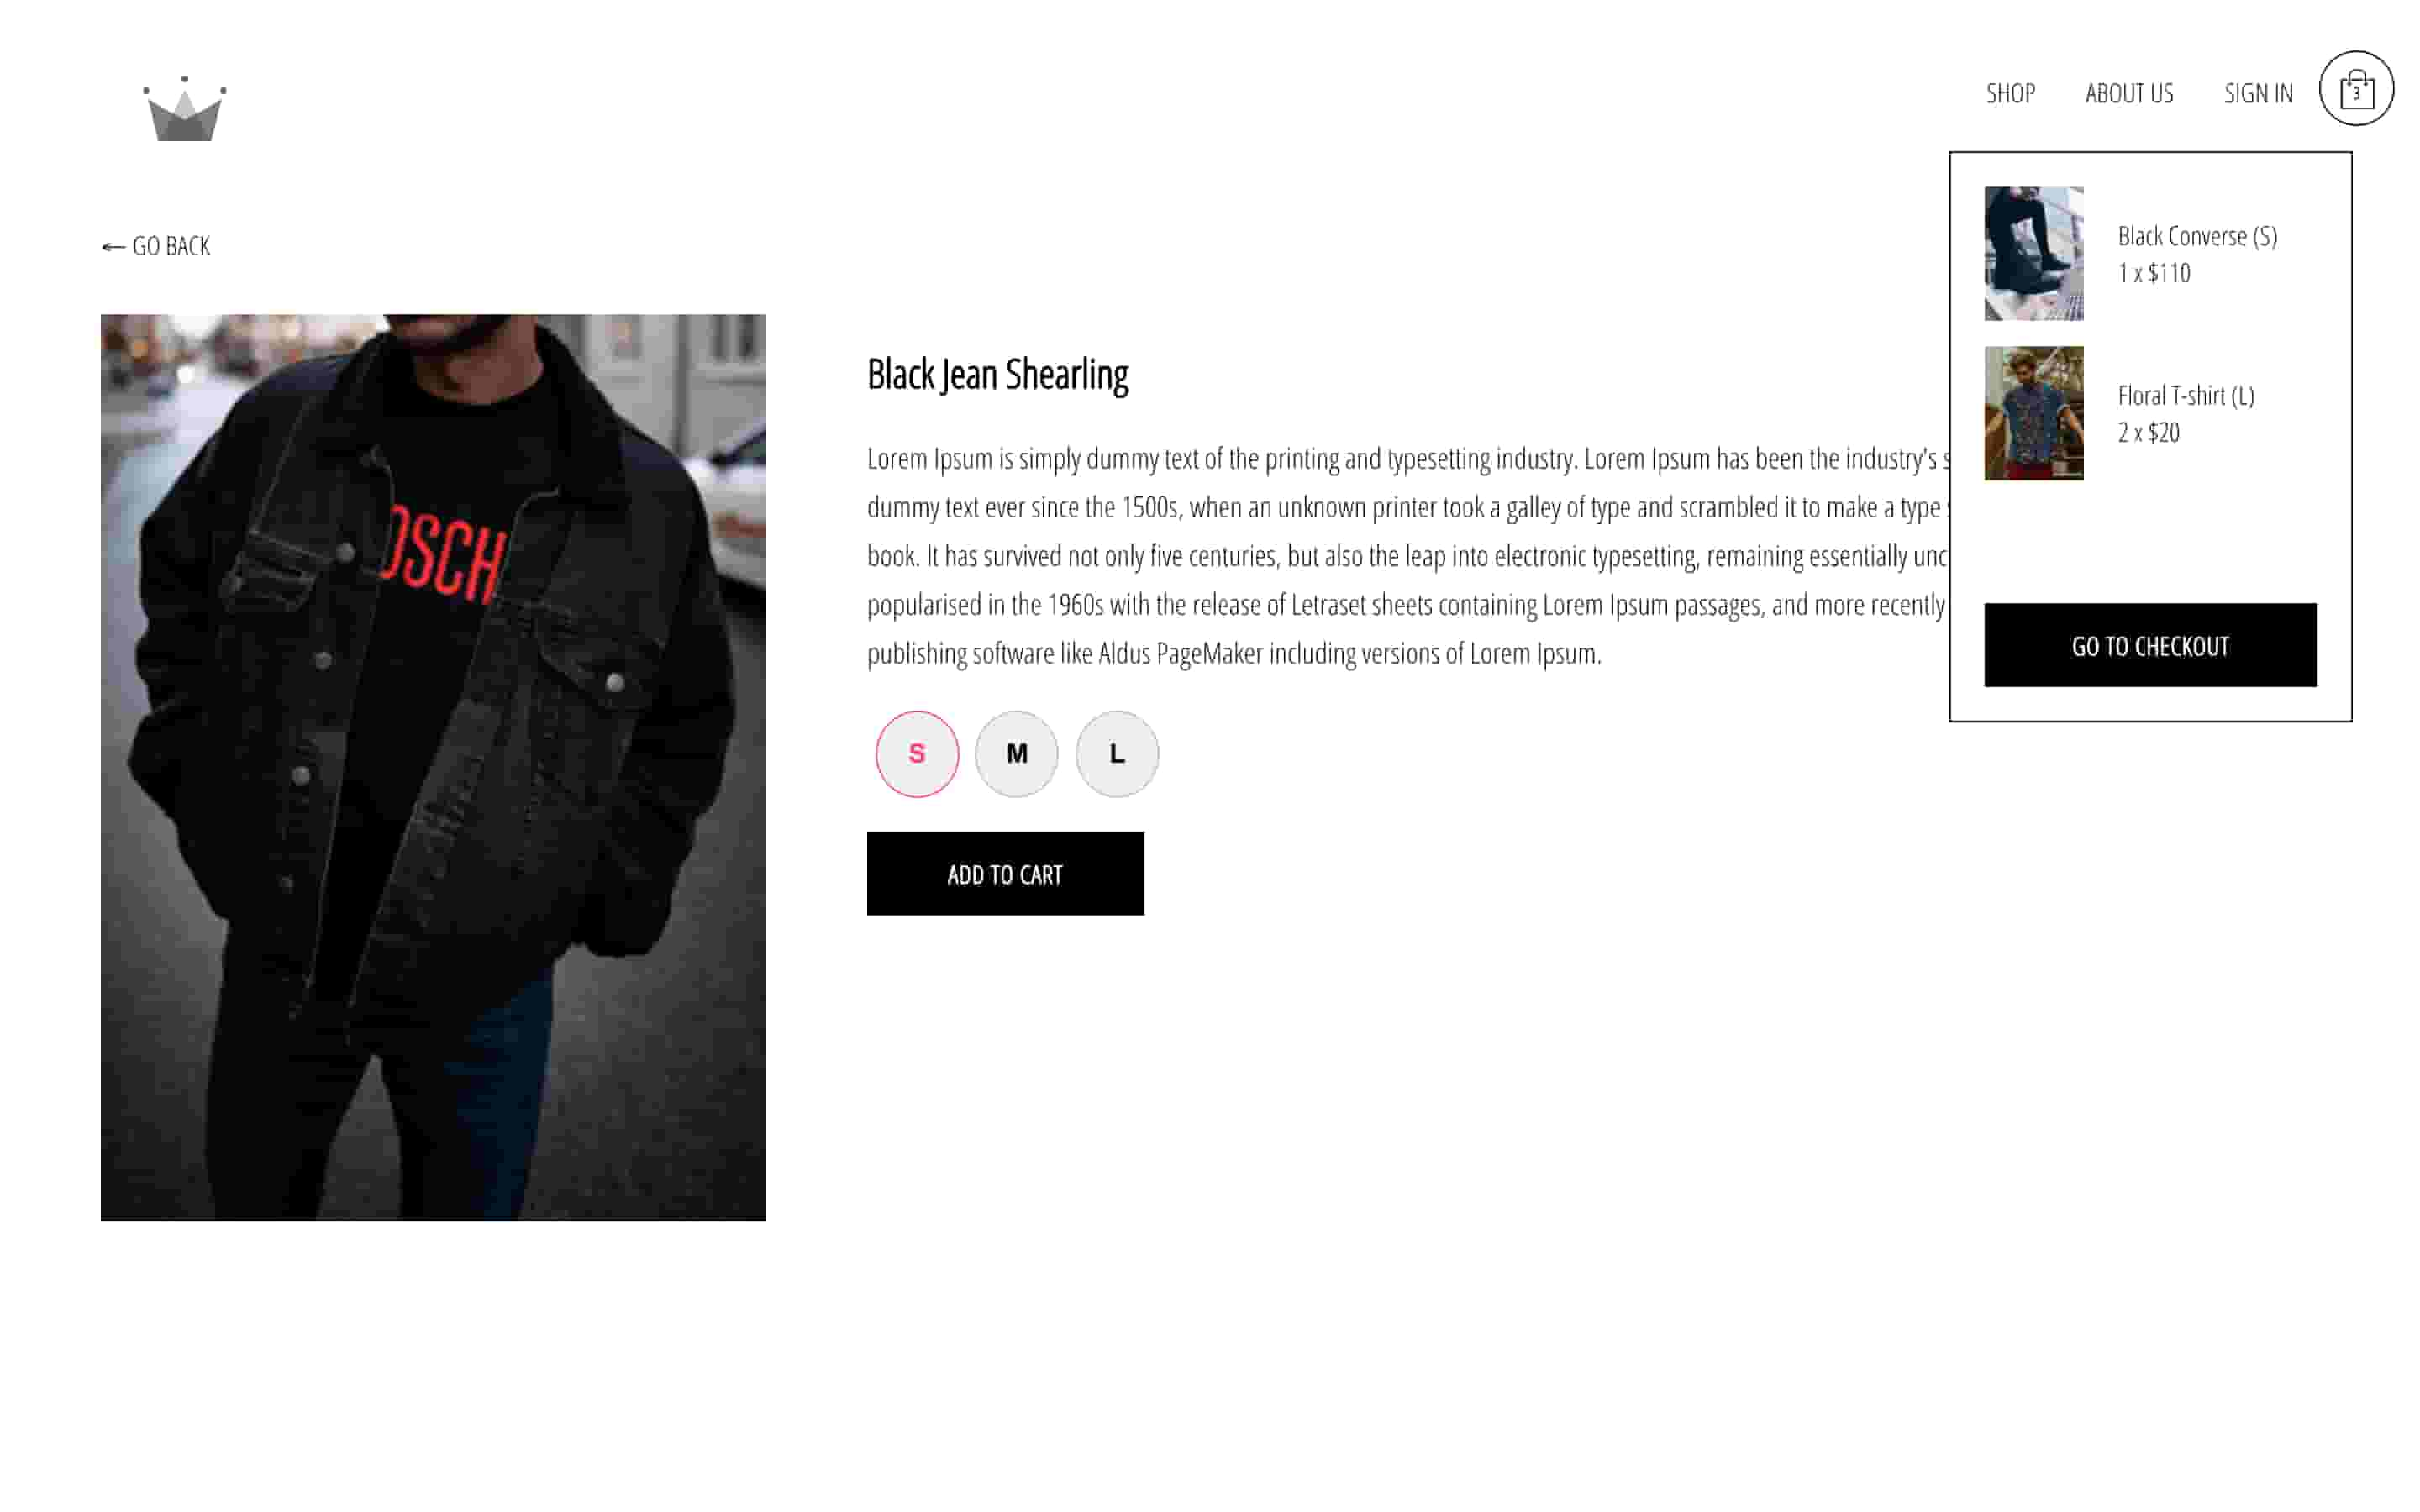 SHOP ABOUT US SIGN IN 3
← GO BACK
Black Converse (S)
1 x $110
Floral T-shirt (L)
2 x $20
GO TO CHECKOUT
OSCH
Black Jean Shearling
Lorem Ipsum is simply dummy text of the printing and typesetting industry. Lorem Ipsum has been the industry's
dummy text ever since the 1500s, when an unknown printer took a galley of type and scrambled it to make a type
book. It has survived not only five centuries, but also the leap into electronic typesetting, remaining essentially unc
popularised in the 1960s with the release of Letraset sheets containing Lorem Ipsum passages, and more recently
publishing software like Aldus PageMaker including versions of Lorem Ipsum.
S M L
ADD TO CART